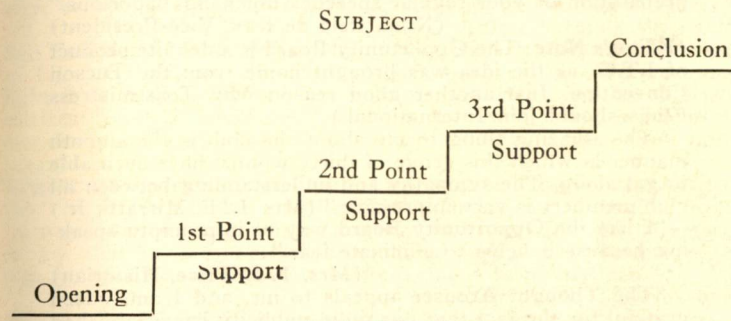 SUBJECT
Conclusion
3rd Point
Support
2nd Point
Support
1st Point
Support
Opening